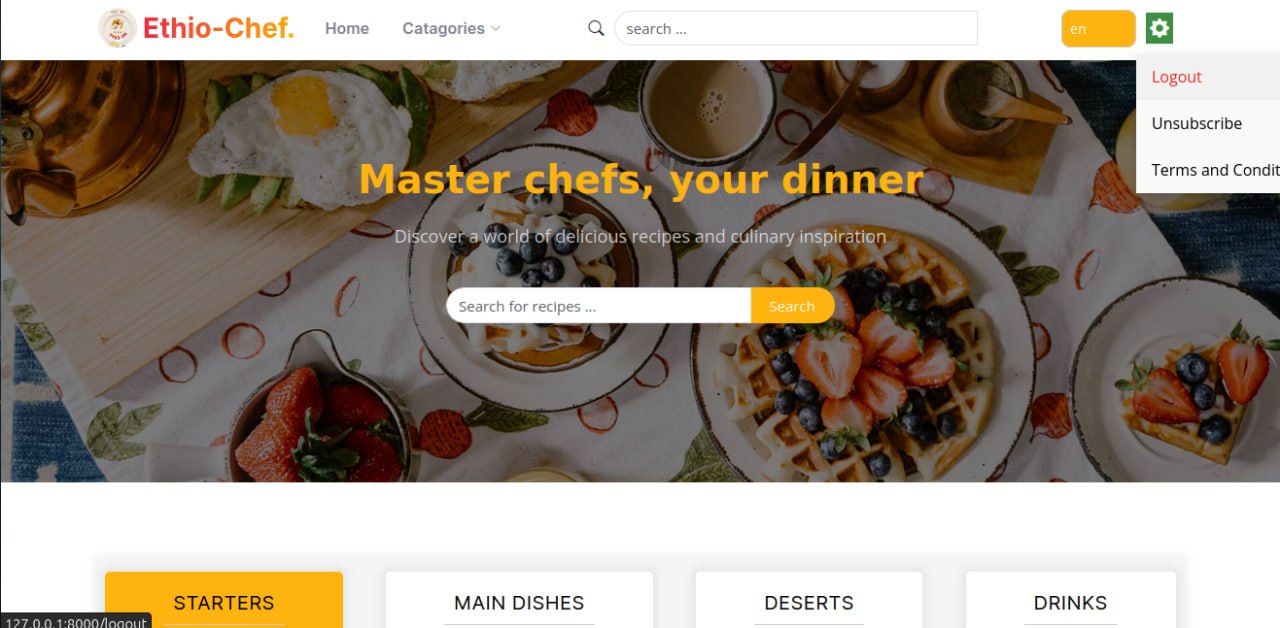 Ethio-Chef.
Home
Catagories
search ...
en
Logout
Unsubscribe
Terms and Condit
Master chefs, your dinner
Discover a world of delicious recipes and culinary inspiration
Search for recipes ...
Search
STARTERS
MAIN DISHES
DESERTS
DRINKS
127.0.0.1:8000/logout